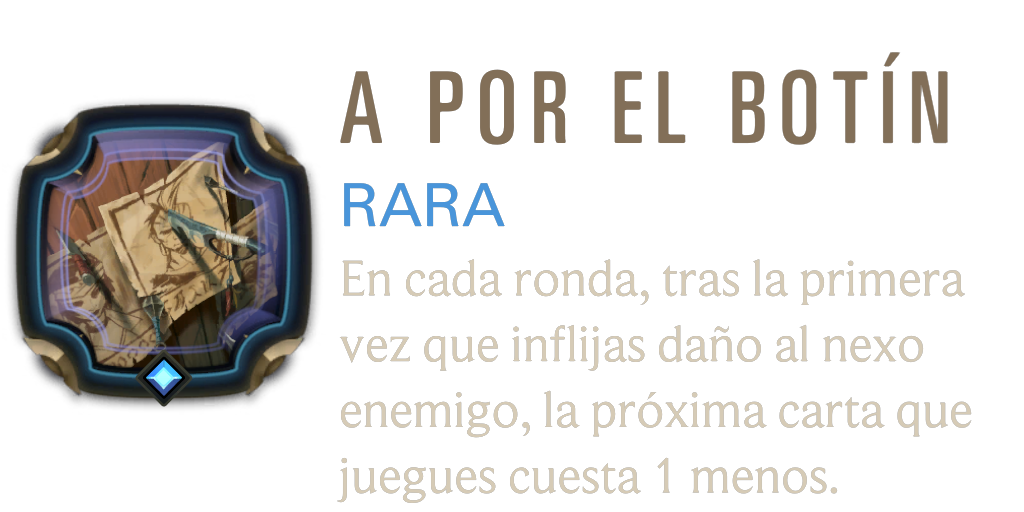 A POR EL BOTÍN
RARA
En cada ronda, tras la primera
vez que inflijas daño al nexo
enemigo, la próxima carta que
juegues cuesta 1 menos.